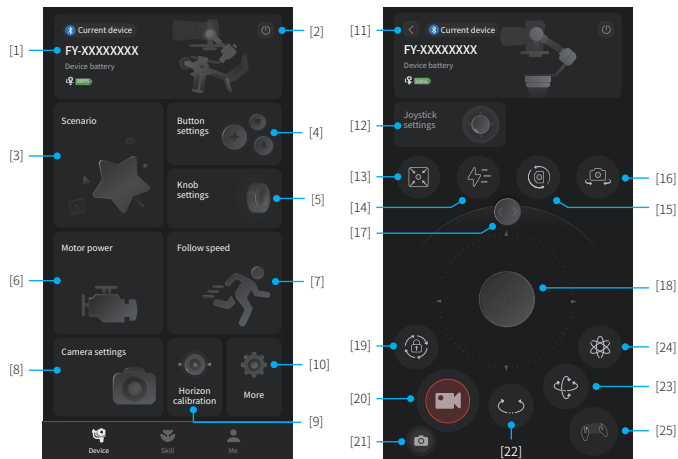 Current device
[1]
FY-XXXXXXXX
[2]
Device battery
100%
Scenario
[3]
Button
settings
[4]
Knob
settings
[5]
Motor power
[6]
Follow speed
[7]
Camera settings
[8]
Horizon
calibration
[9]
More
[10]
Device
Skill
Me
[11]
Current device
FY-XXXXXXXX
Device battery
100%
[12]
Joystick
settings
[13]
[14]
[15]
[16]
[17]
[18]
[19]
[20]
[21]
[22]
[23]
[24]
[25]